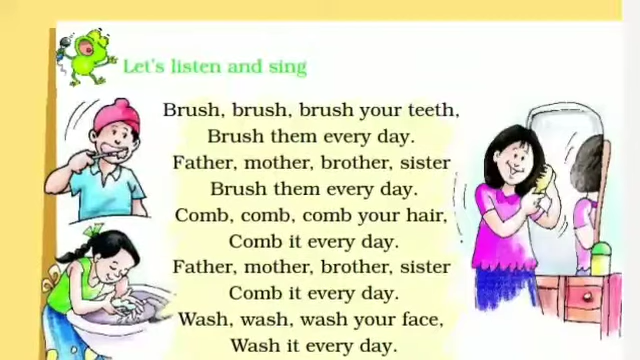 Let's listen and sing
Brush, brush, brush your teeth,
Brush them every day.
Father, mother, brother, sister
Brush them every day.
Comb, comb, comb your hair,
Comb it every day.
Father, mother, brother, sister
Comb it every day.
Wash, wash, wash your face,
Wash it every day.